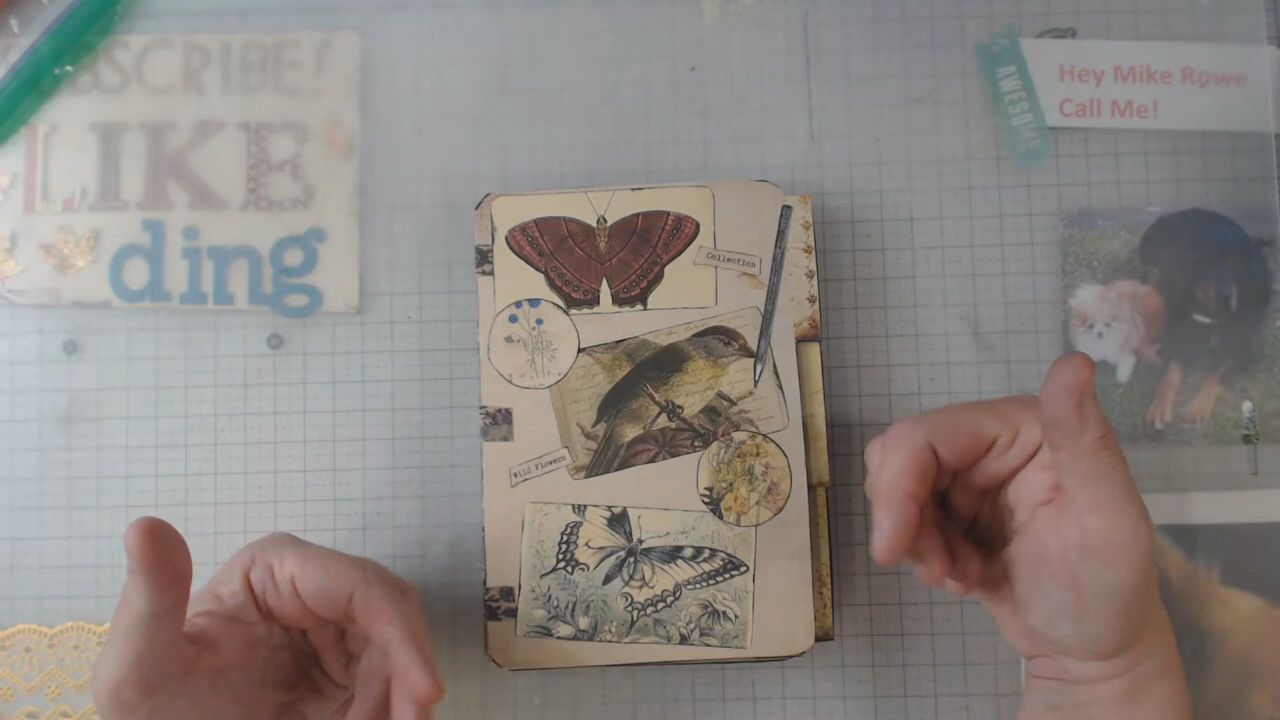 SCRIBE!
LIKE
ding
AWESOME
Hey Mike Rowe
Call Me!
Collection
Wild Flowers